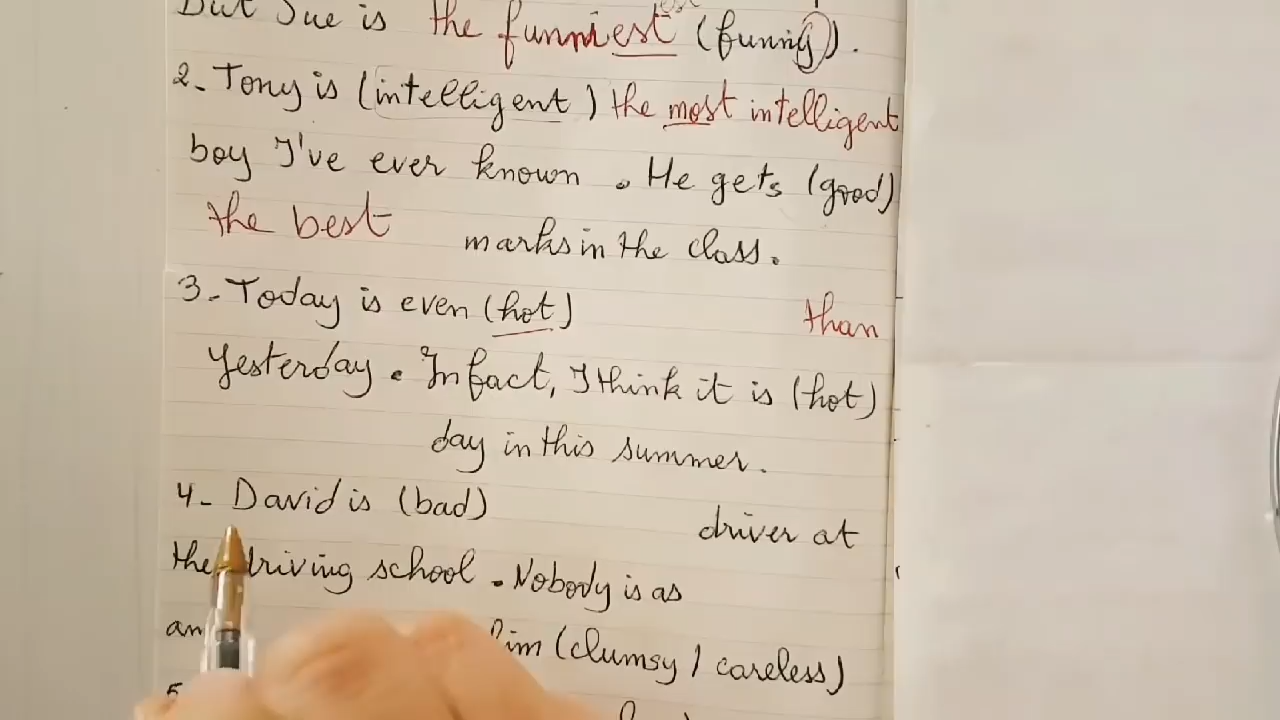 But Sue is the funniest (funny).
2- Tony is (intelligent) the most intelligent
boy I've ever known. He gets (good)
the best marks in the class.
3- Today is even (hot) than
yesterday. In fact, I think it is (hot)
day in this summer.
4- David is (bad) driver at
the driving school. Nobody is as
(clumsy / careless)